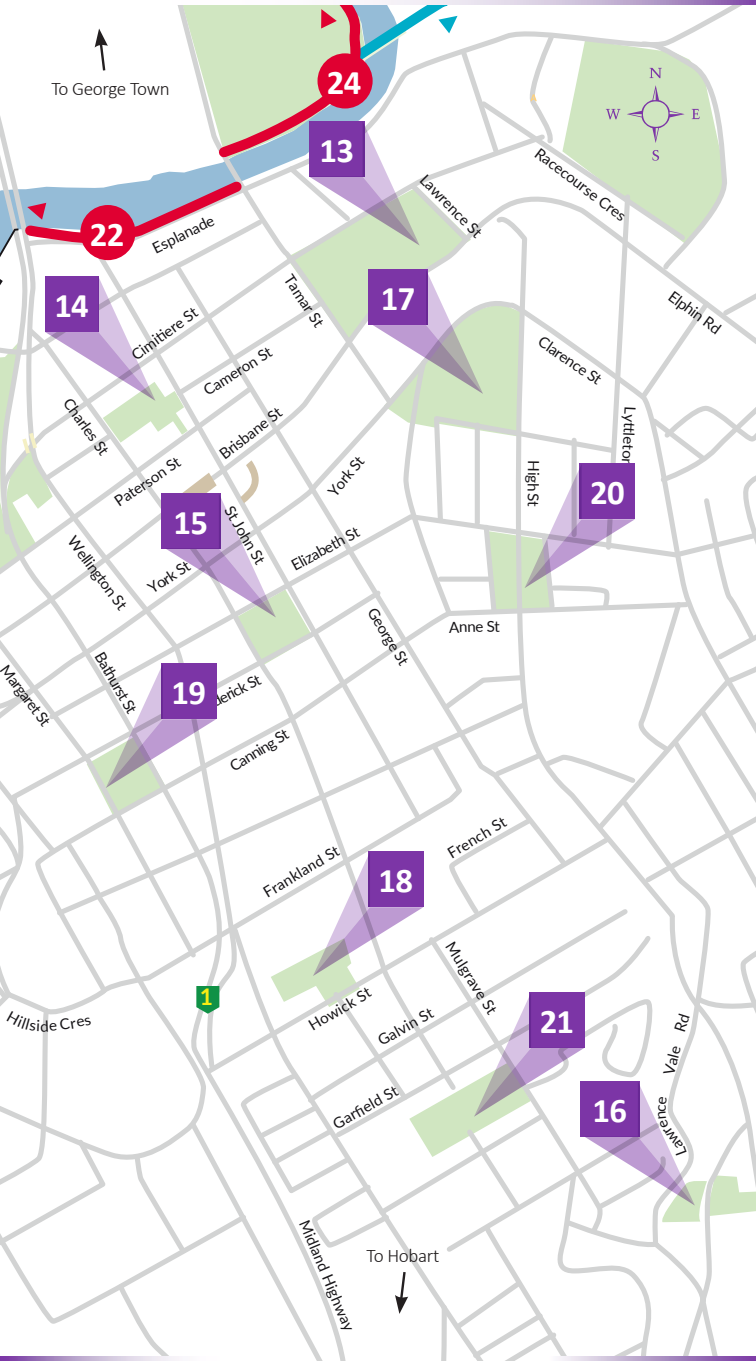 To George Town
24
N
W
E
S
13
Lawrence St
Racecourse Cres
22
Esplanade
14
Tamar St
17
Elphin Rd
Cimitiere St
Cameron St
Clarence St
Charles St
Brisbane St
Lyttleton
Paterson St
York St
High St
20
15
St John St
Elizabeth St
Wellington St
York St
George St
Anne St
Margaret St
Bathurst St
19
derick St
Canning St
French St
Frankland St
18
Mulgrave St
1
Howick St
Hillside Cres
Galvin St
21
Vale Rd
Garfield St
16
Lawrence
Midland Highway
To Hobart